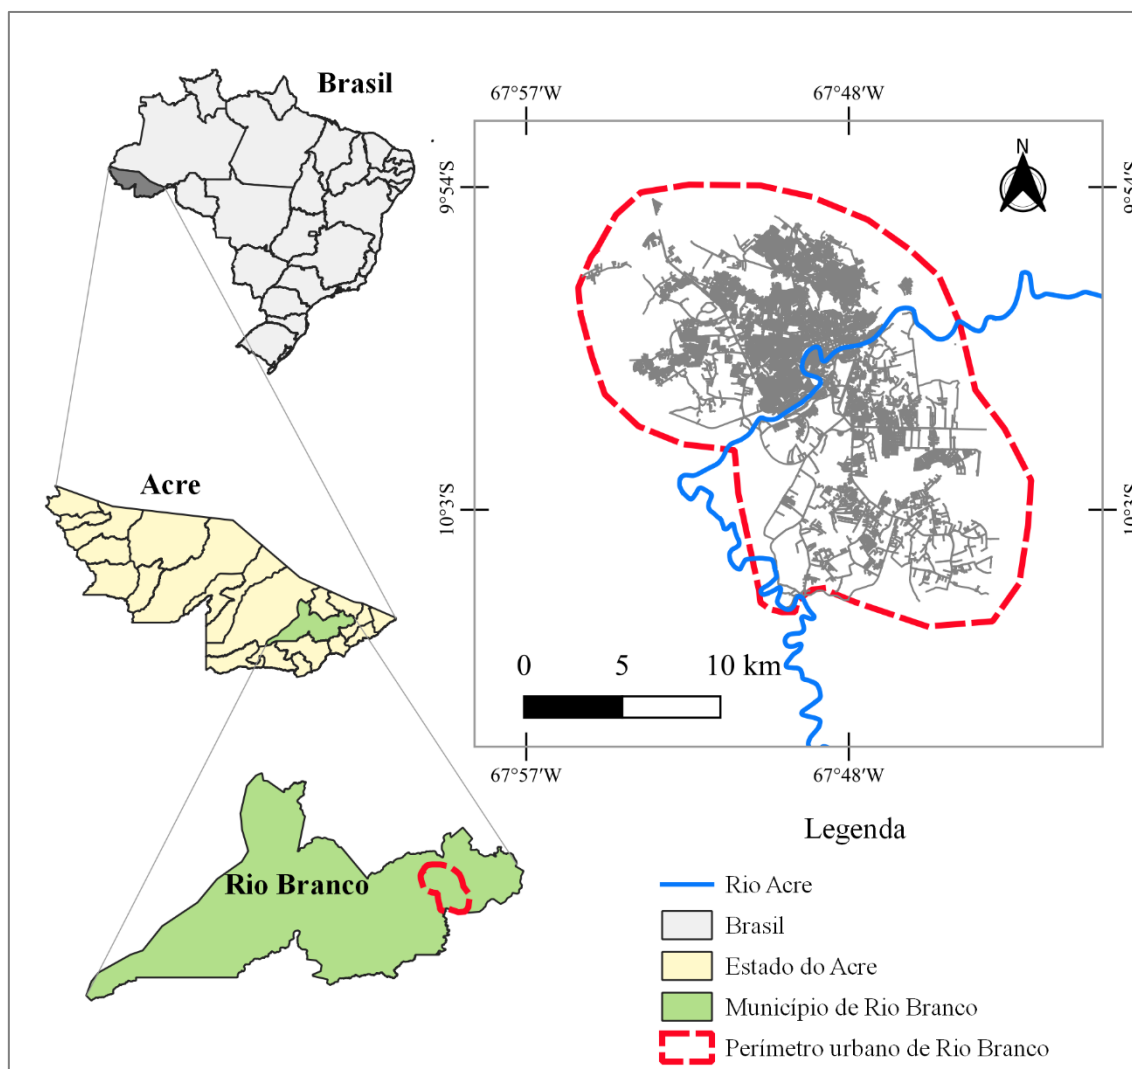 Brasil
Acre
Rio Branco
67°57'W
67°48'W
9°54'S
9°54'S
10°3'S
10°3'S
N
0 5 10 km
67°57'W
67°48'W
Legenda
Rio Acre
Brasil
Estado do Acre
Município de Rio Branco
Perímetro urbano de Rio Branco